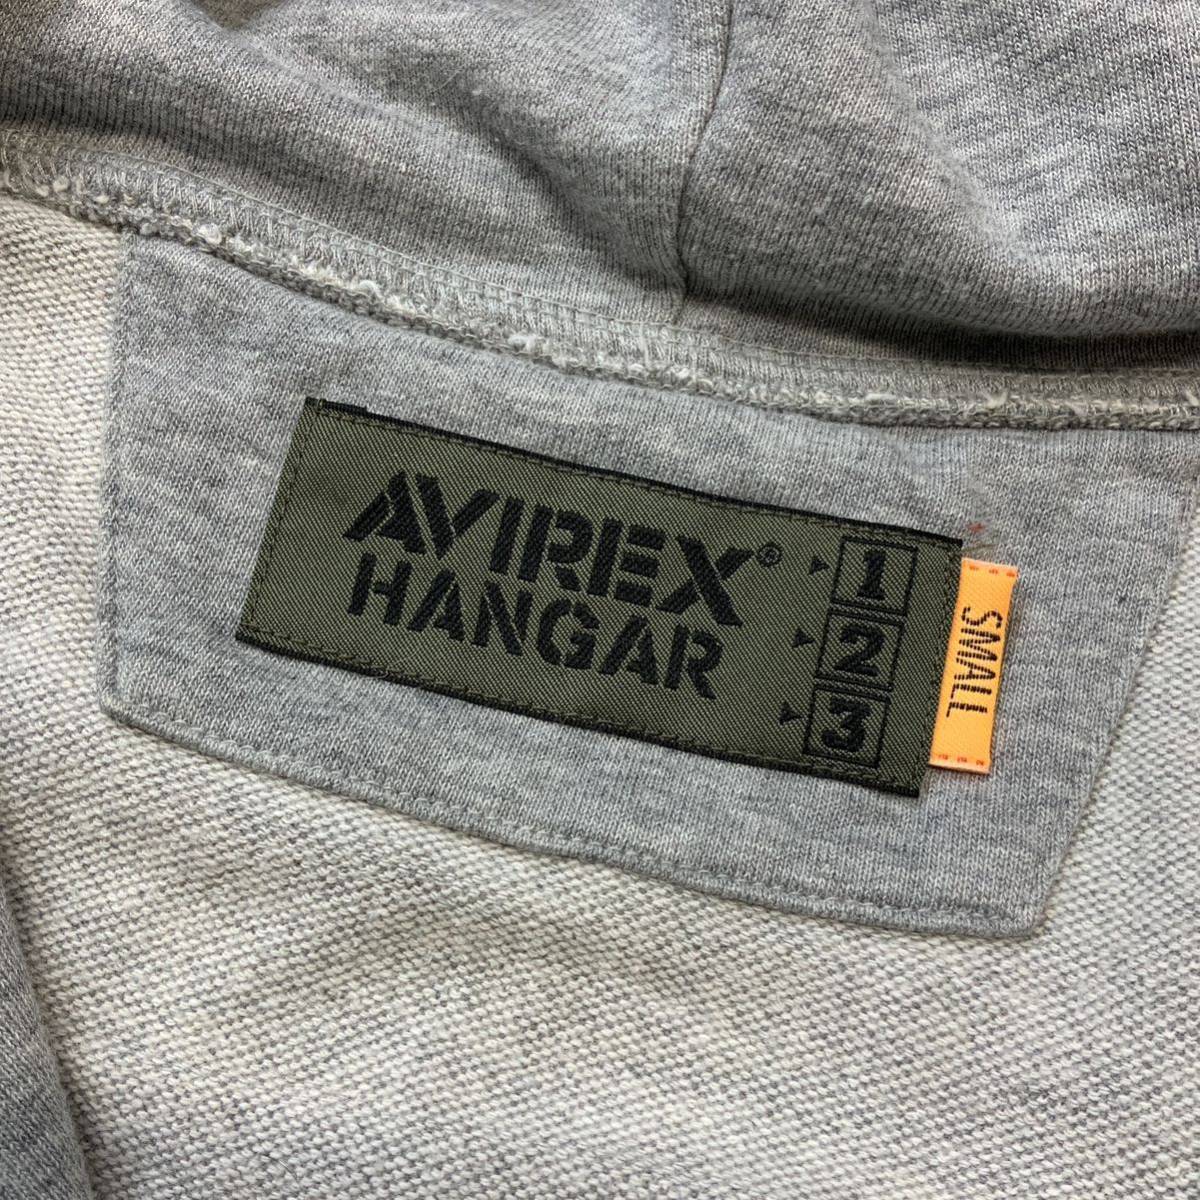 AVIREX®
HANGAR
1
2
3
SMALL